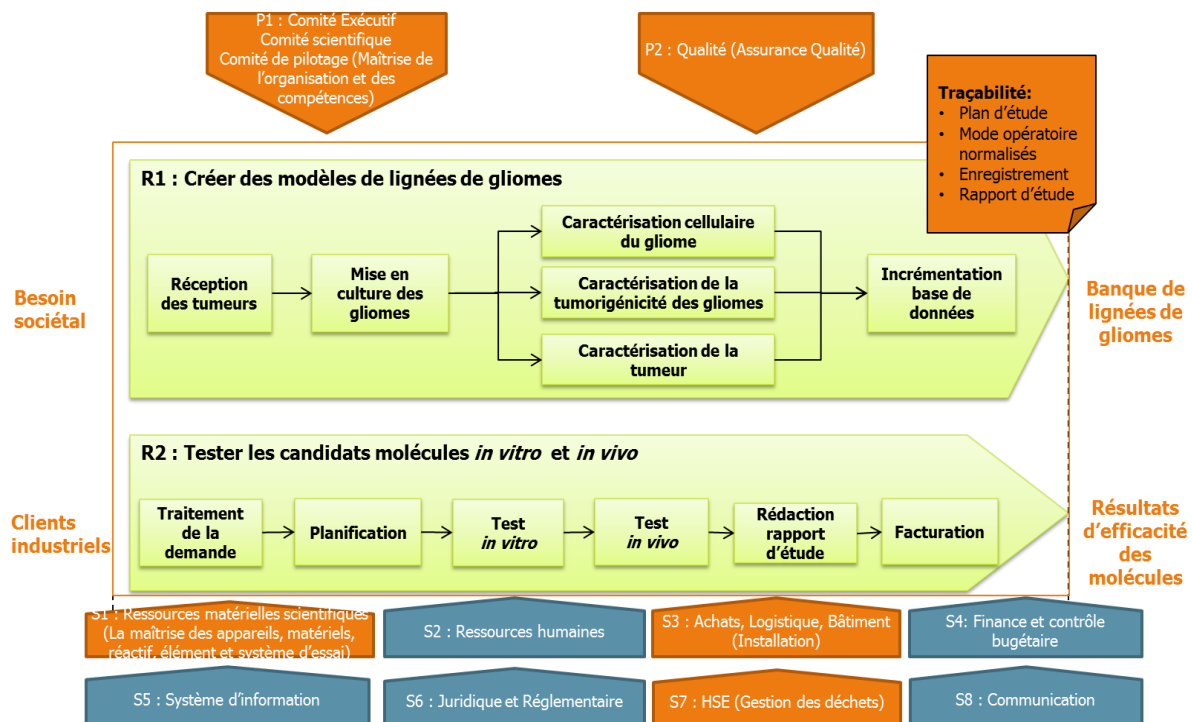 P1 : Comité Exécutif
Comité scientifique
Comité de pilotage (Maîtrise de
l'organisation et des
compétences)
P2 : Qualité (Assurance Qualité)
Traçabilité:
• Plan d'étude
• Mode opératoire
normalisés
• Enregistrement
• Rapport d'étude
R1 : Créer des modèles de lignées de gliomes
Besoin
sociétal
Réception
des tumeurs
Mise en
culture des
gliomes
Caractérisation cellulaire
du gliome
Caractérisation de la
tumorigénicité des gliomes
Caractérisation de la
tumeur
Incrémentation
base de
données
Banque de
lignées de
gliomes
R2 : Tester les candidats molécules in vitro et in vivo
Clients
industriels
Traitement
de la
demande
Planification
Test
in vitro
Test
in vivo
Rédaction
rapport
d'étude
Facturation
Résultats
d'efficacité
des
molécules
S1 : Ressources matérielles scientifiques
(La maîtrise des appareils, matériels,
réactif, élément et système d'essai)
S2 : Ressources humaines
S3 : Achats, Logistique, Bâtiment
(Installation)
S4: Finance et contrôle
bugétaire
S5 : Système d'information
S6 : Juridique et Réglementaire
S7 : HSE (Gestion des déchets)
S8 : Communication